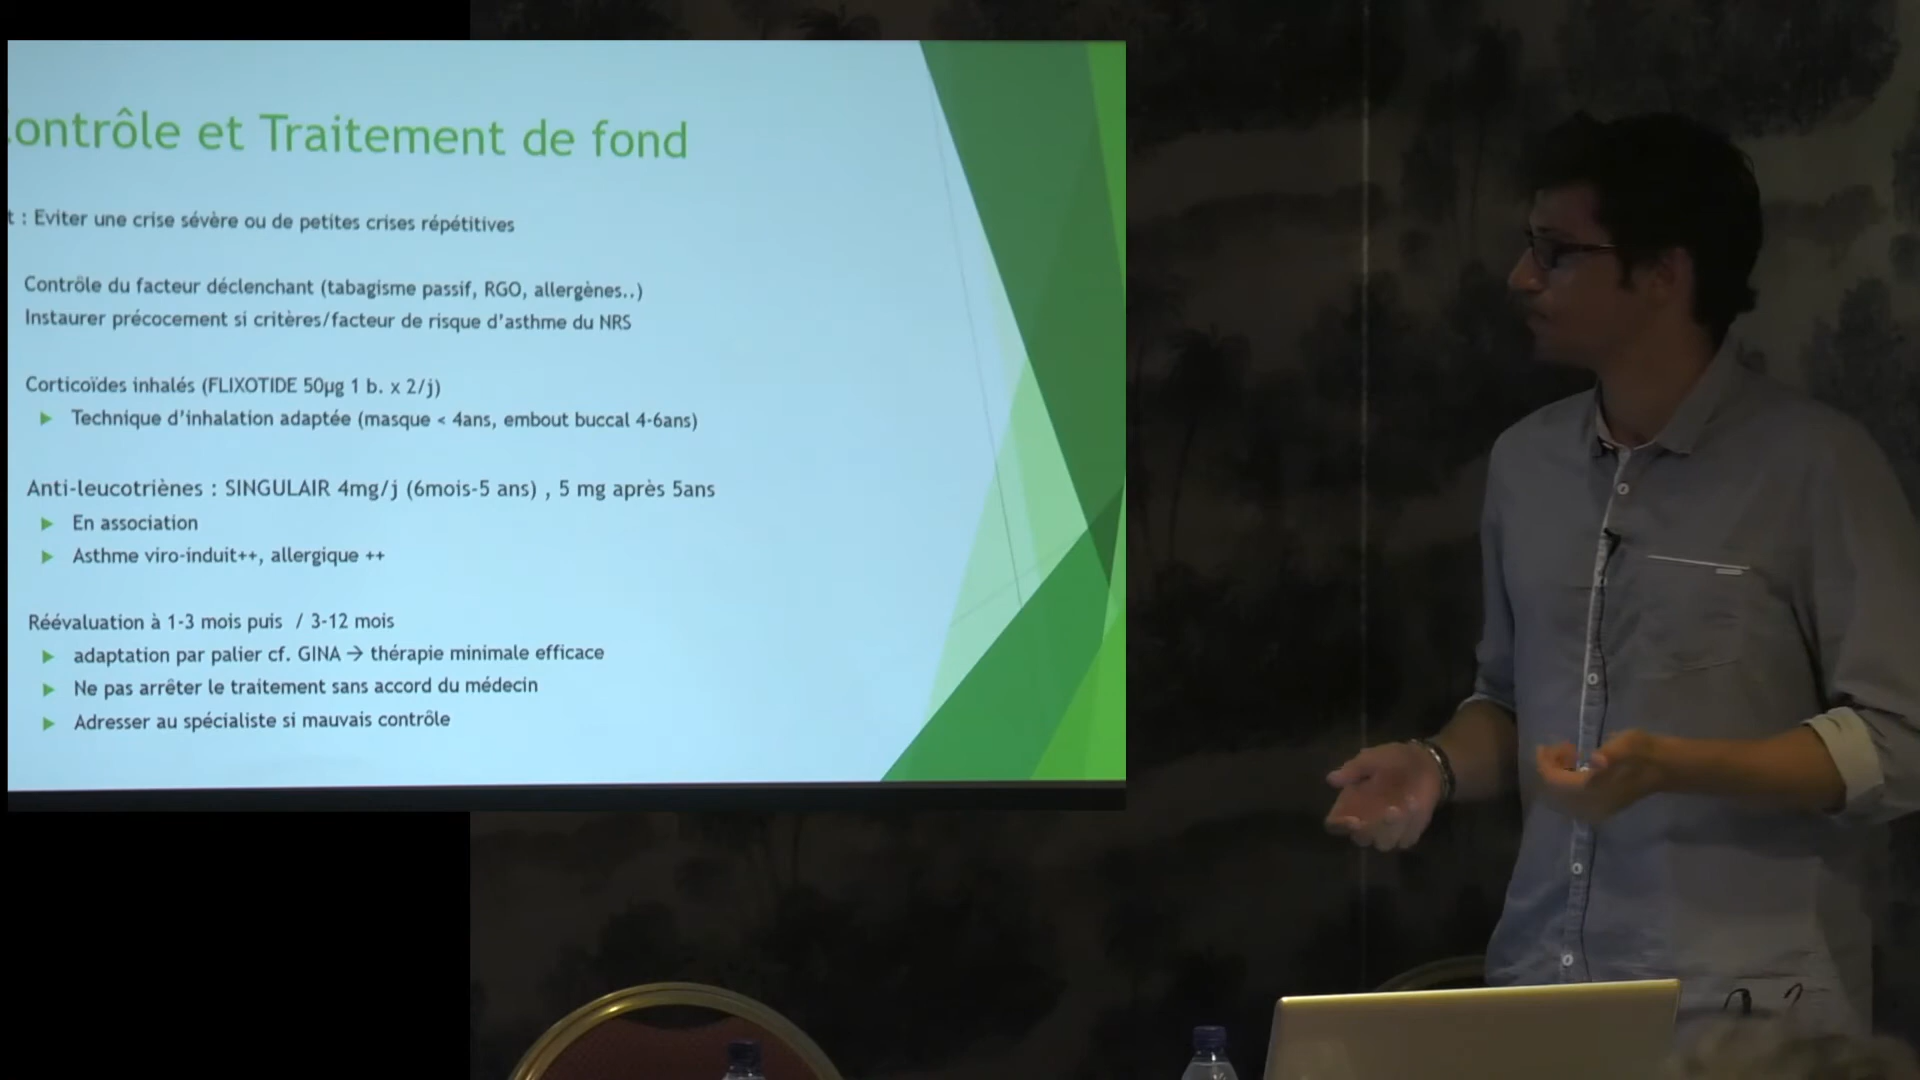 ontrôle et Traitement de fond
t : Eviter une crise sévère ou de petites crises répétitives
Contrôle du facteur déclenchant (tabagisme passif, RGO, allergènes..)
Instaurer précocement si critères/facteur de risque d'asthme du NRS
Corticoïdes inhalés (FLIXOTIDE 50µg 1 b. x 2/j)
Technique d'inhalation adaptée (masque < 4ans, embout buccal 4-6ans)
Anti-leucotriènes : SINGULAIR 4mg/j (6mois-5 ans) , 5 mg après 5ans
En association
Asthme viro-induit++, allergique ++
Réévaluation à 1-3 mois puis / 3-12 mois
adaptation par palier cf. GINA → thérapie minimale efficace
Ne pas arrêter le traitement sans accord du médecin
Adresser au spécialiste si mauvais contrôle